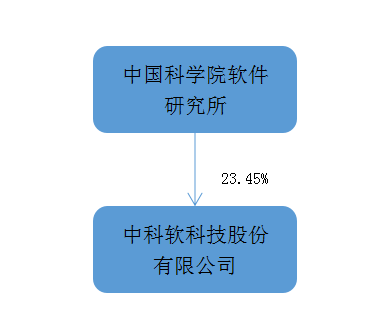 中国科学院软件
研究所
23.45%
中科软科技股份
有限公司